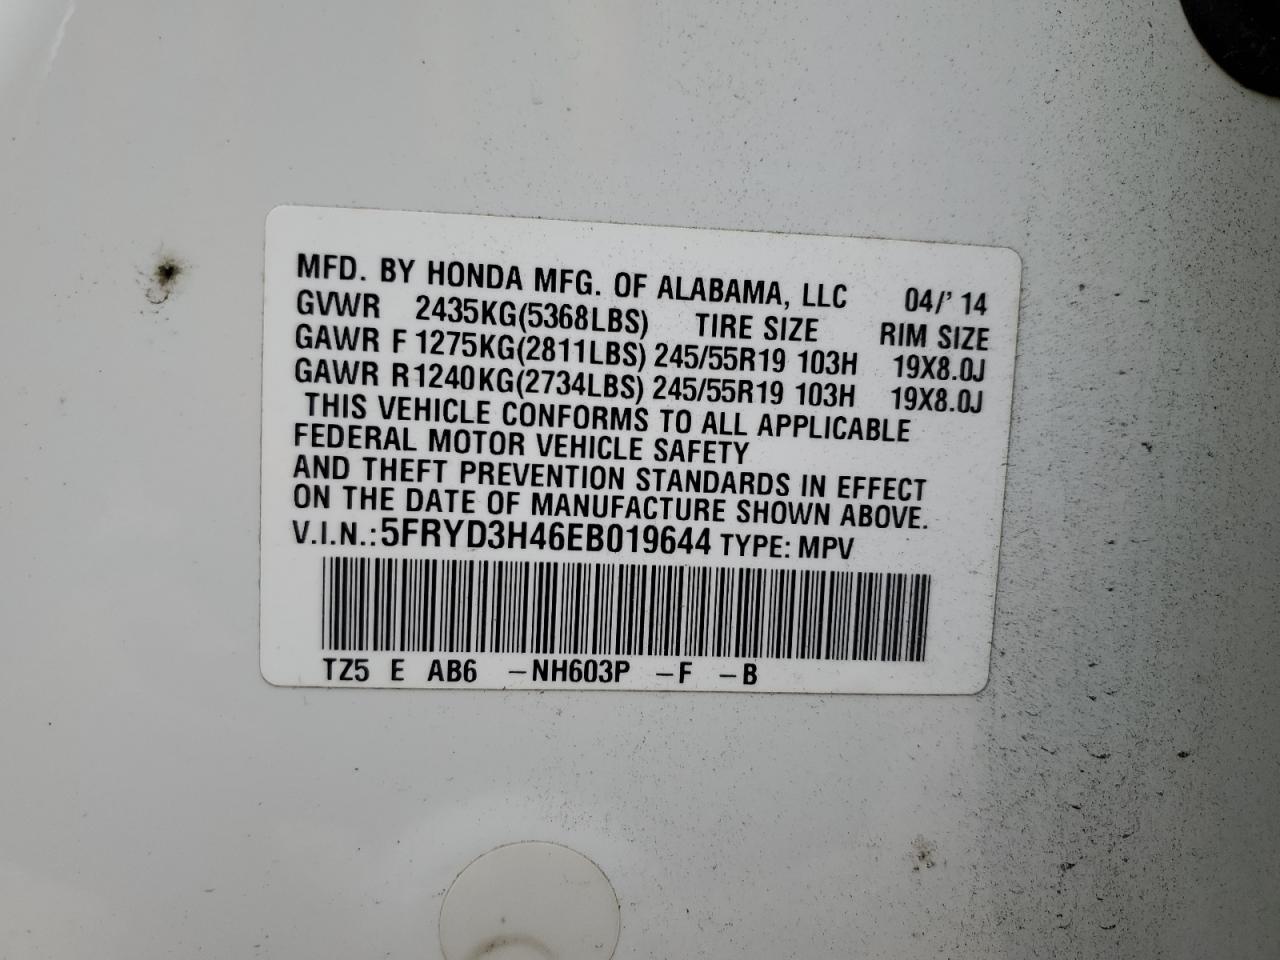 MFD. BY HONDA MFG. OF ALABAMA, LLC 04/'14
GVWR 2435KG(5368LBS) TIRE SIZE RIM SIZE
GAWR F 1275KG(2811LBS) 245/55R19 103H 19X8.0J
GAWR R1240KG(2734LBS) 245/55R19 103H 19X8.0J
THIS VEHICLE CONFORMS TO ALL APPLICABLE
FEDERAL MOTOR VEHICLE SAFETY
AND THEFT PREVENTION STANDARDS IN EFFECT
ON THE DATE OF MANUFACTURE SHOWN ABOVE.
V.I.N.:5FRYD3H46EB019644 TYPE: MPV
TZ5 E AB6 –NH603P –F –B